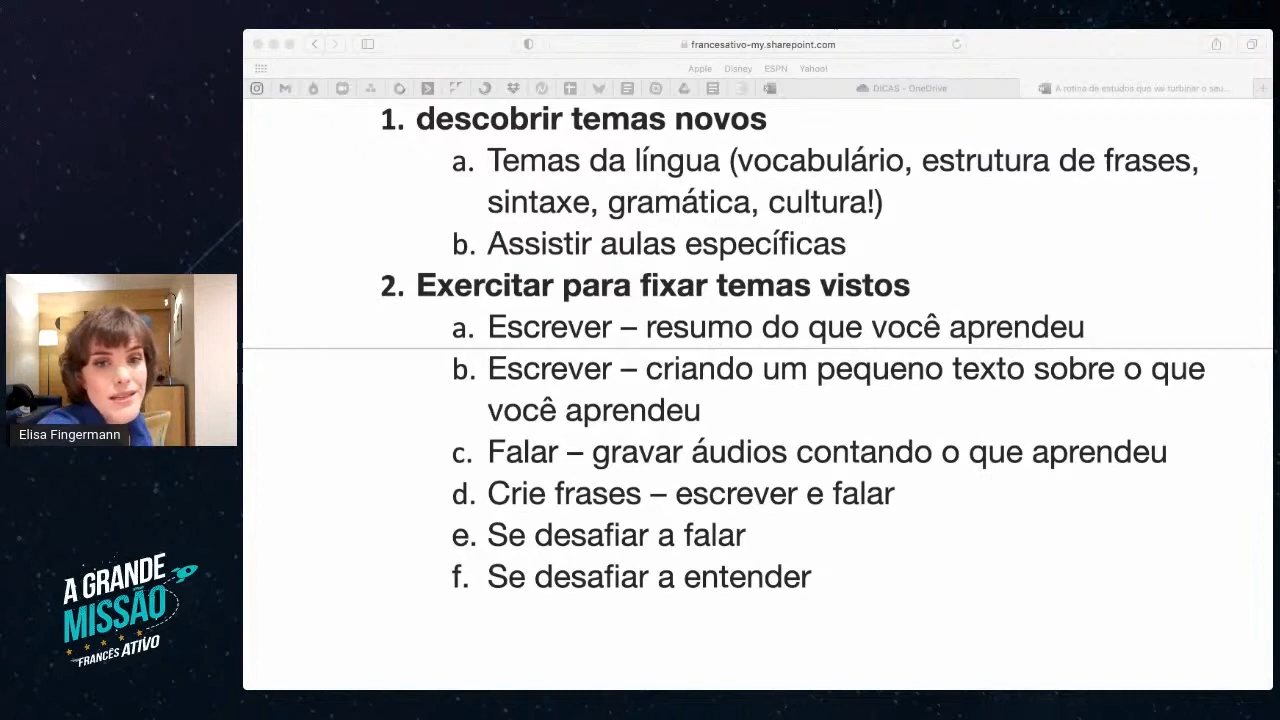 francesativo-my.sharepoint.com
Apple Disney ESPN Yahoo!
DICAS - OneDrive
A rotina de estudos que vai turbinar o seu...
1. descobrir temas novos
a. Temas da língua (vocabulário, estrutura de frases,
sintaxe, gramática, cultura!)
b. Assistir aulas específicas
2. Exercitar para fixar temas vistos
a. Escrever – resumo do que você aprendeu
b. Escrever – criando um pequeno texto sobre o que
você aprendeu
c. Falar – gravar áudios contando o que aprendeu
d. Crie frases – escrever e falar
e. Se desafiar a falar
f. Se desafiar a entender
Elisa Fingermann
A GRANDE
MISSÃO
FRANCÊS ATIVO